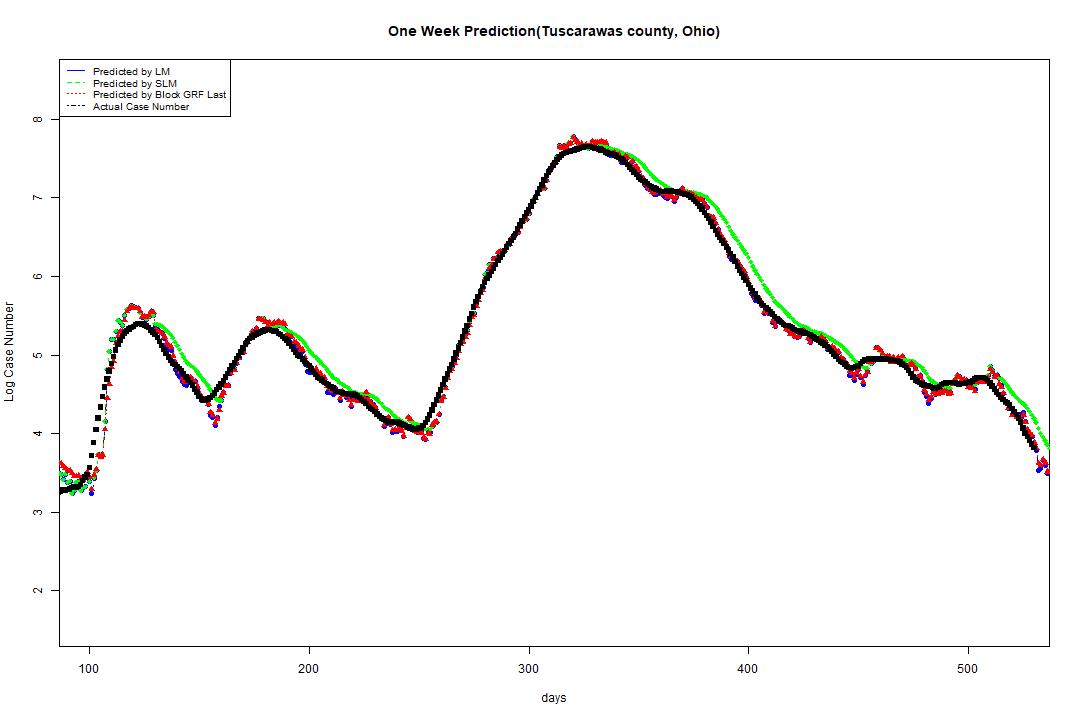 One Week Prediction(Tuscarawas county, Ohio)
Predicted by LM
Predicted by SLM
Predicted by Block GRF Last
Actual Case Number
Log Case Number
8
7
6
5
4
3
2
100 200 300 400 500
days